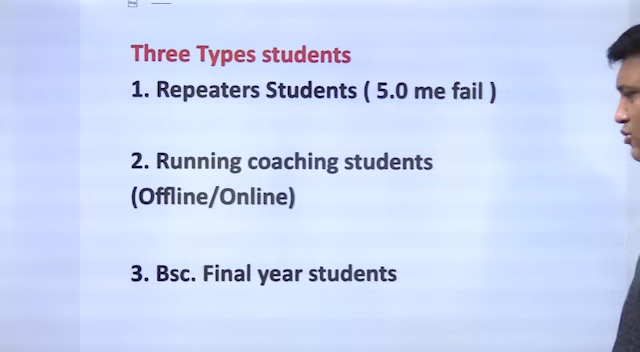 Three Types students
1. Repeaters Students ( 5.0 me fail )
2. Running coaching students
(Offline/Online)
3. Bsc. Final year students